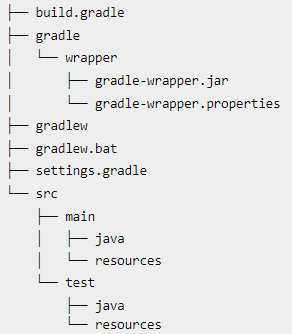 ├── build.gradle
├── gradle
│   └── wrapper
│       ├── gradle-wrapper.jar
│       └── gradle-wrapper.properties
├── gradlew
├── gradlew.bat
├── settings.gradle
└── src
    ├── main
    │   ├── java
    │   └── resources
    └── test
        ├── java
        └── resources